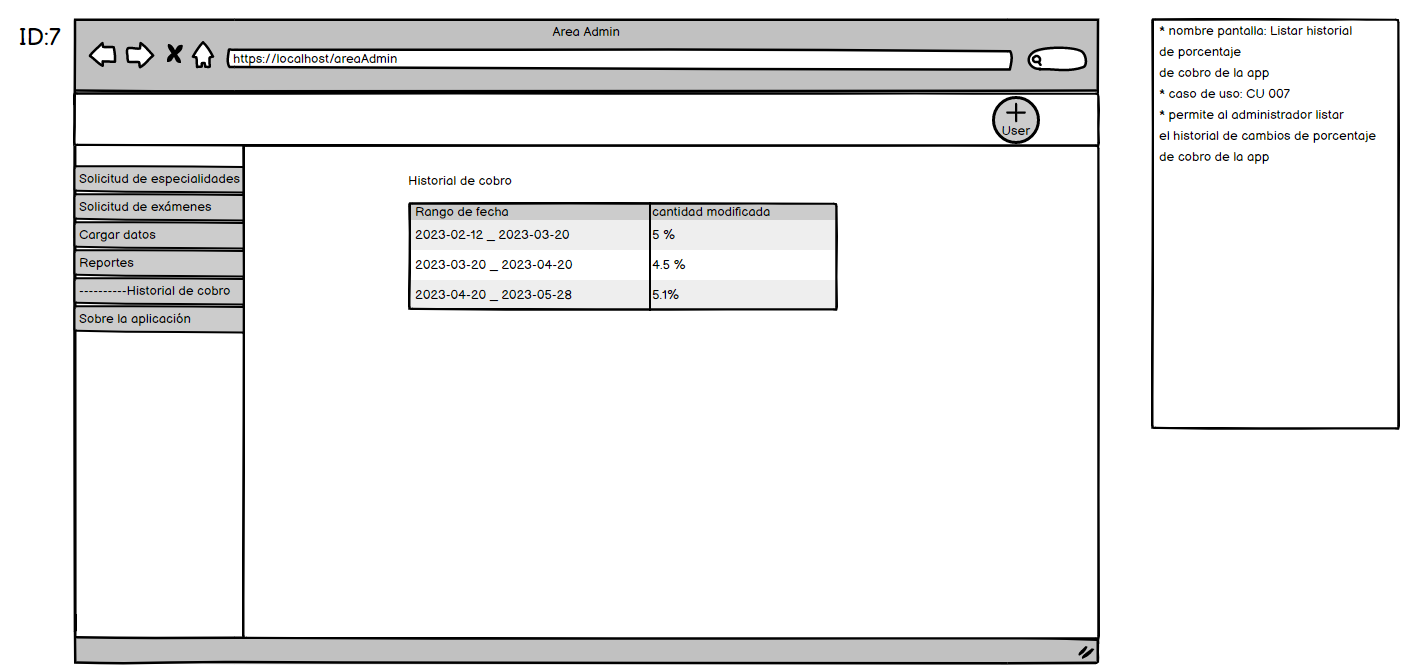 ID:7
Area Admin
https://localhost/areaAdmin
User
Solicitud de especialidades
Solicitud de exámenes
Cargar datos
Reportes
----------Historial de cobro
Sobre la aplicación
Historial de cobro
Rango de fecha cantidad modificada
2023-02-12 _ 2023-03-20 5 %
2023-03-20 _ 2023-04-20 4.5 %
2023-04-20 _ 2023-05-28 5.1%
* nombre pantalla: Listar historial
de porcentaje
de cobro de la app
* caso de uso: CU 007
* permite al administrador listar
el historial de cambios de porcentaje
de cobro de la app